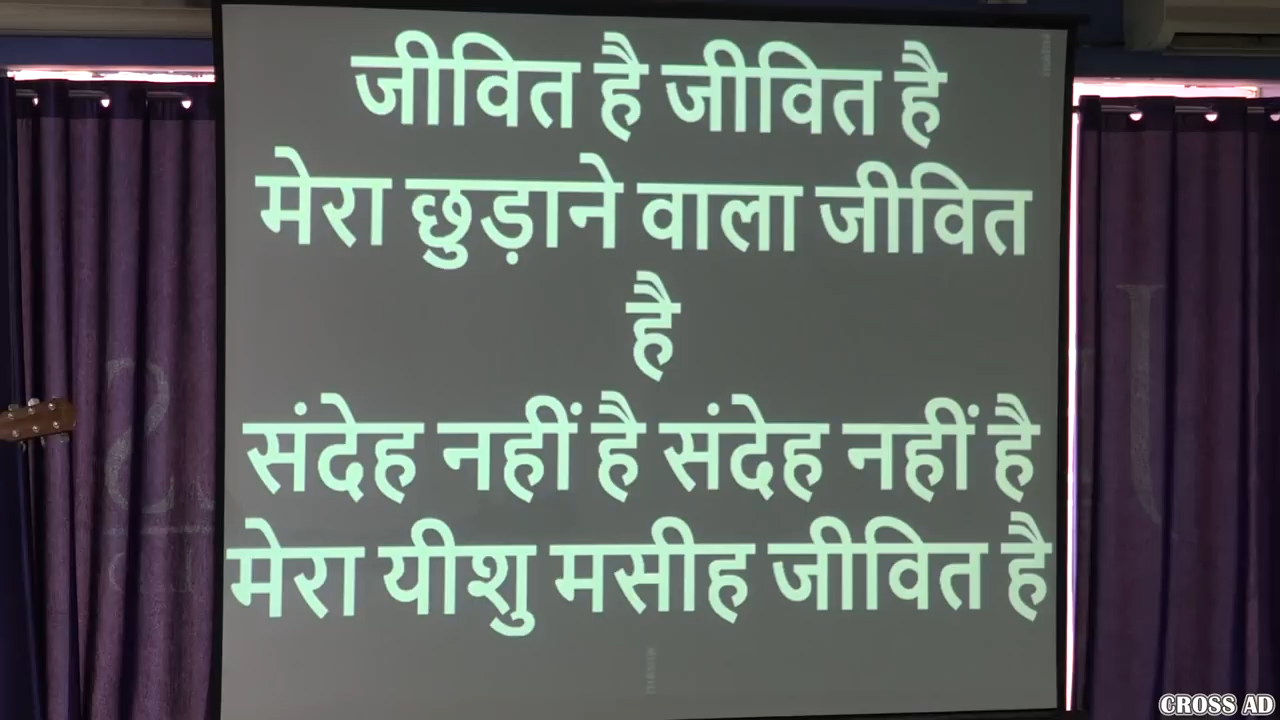 जीवित है जीवित है
मेरा छुड़ाने वाला जीवित
है
संदेह नहीं है संदेह नहीं है
मेरा यीशु मसीह जीवित है
CROSS AD